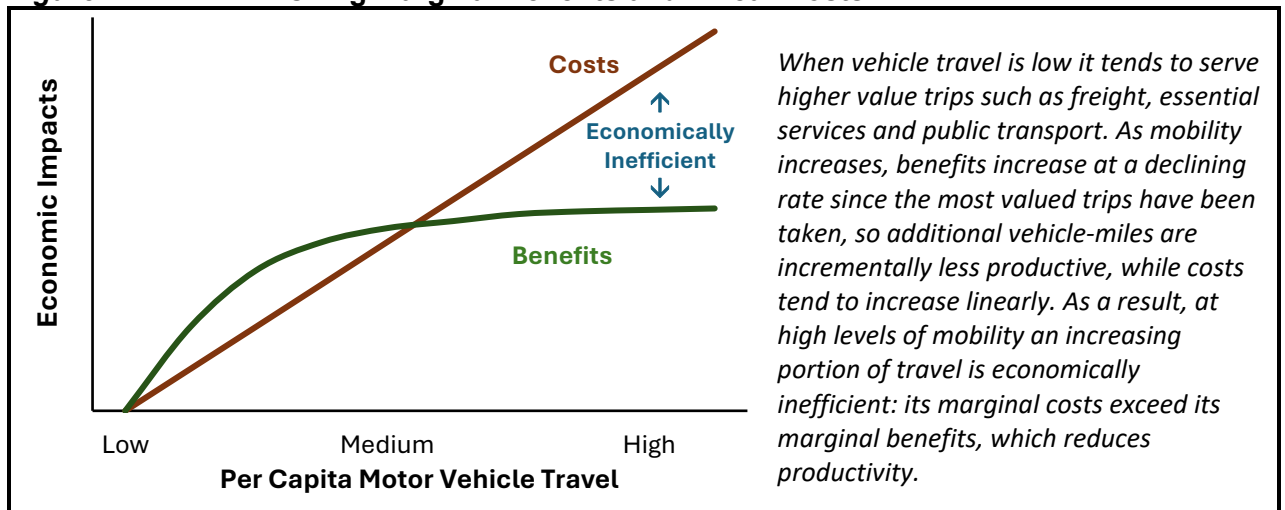 Costs
Economically
Inefficient
Benefits
Economic Impacts
Low Medium High
Per Capita Motor Vehicle Travel
When vehicle travel is low it tends to serve
higher value trips such as freight, essential
services and public transport. As mobility
increases, benefits increase at a declining
rate since the most valued trips have been
taken, so additional vehicle-miles are
incrementally less productive, while costs
tend to increase linearly. As a result, at
high levels of mobility an increasing
portion of travel is economically
inefficient: its marginal costs exceed its
marginal benefits, which reduces
productivity.